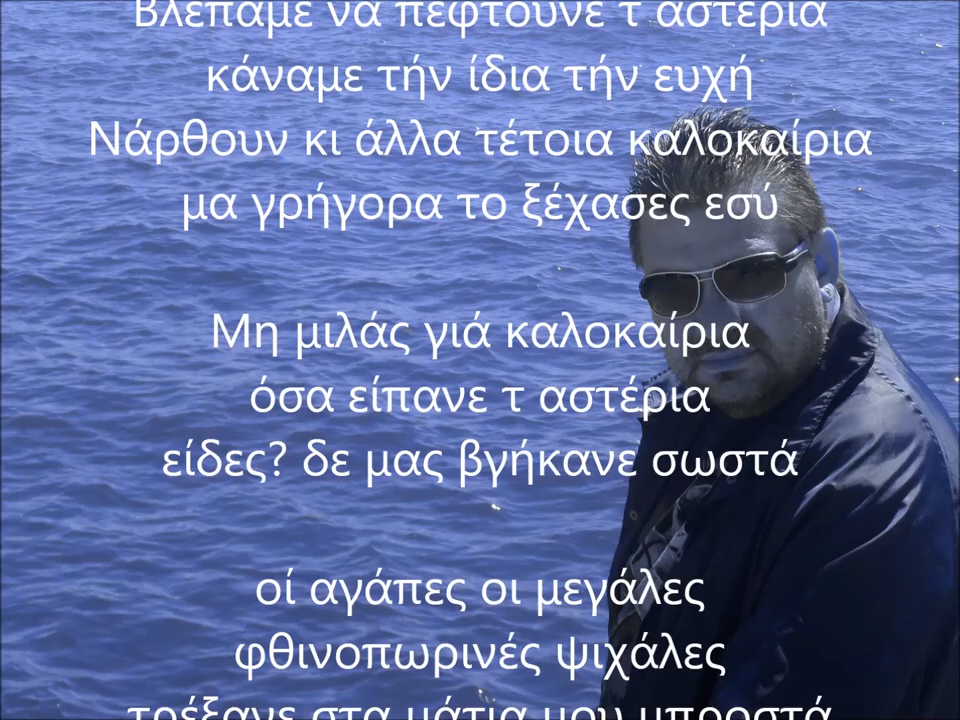 Βλέπαμε να πέφτουνε τ αστέρια
κάναμε τήν ίδια τήν ευχή
Νάρθουν κι άλλα τέτοια καλοκαίρια
μα γρήγορα το ξέχασες εσύ
Μη μιλάς γιά καλοκαίρια
όσα είπανε τ αστέρια
είδες? δε μας βγήκανε σωστά
οί αγάπες οι μεγάλες
φθινοπωρινές ψιχάλες
τρέξανε στα μάτια μου μπροστά